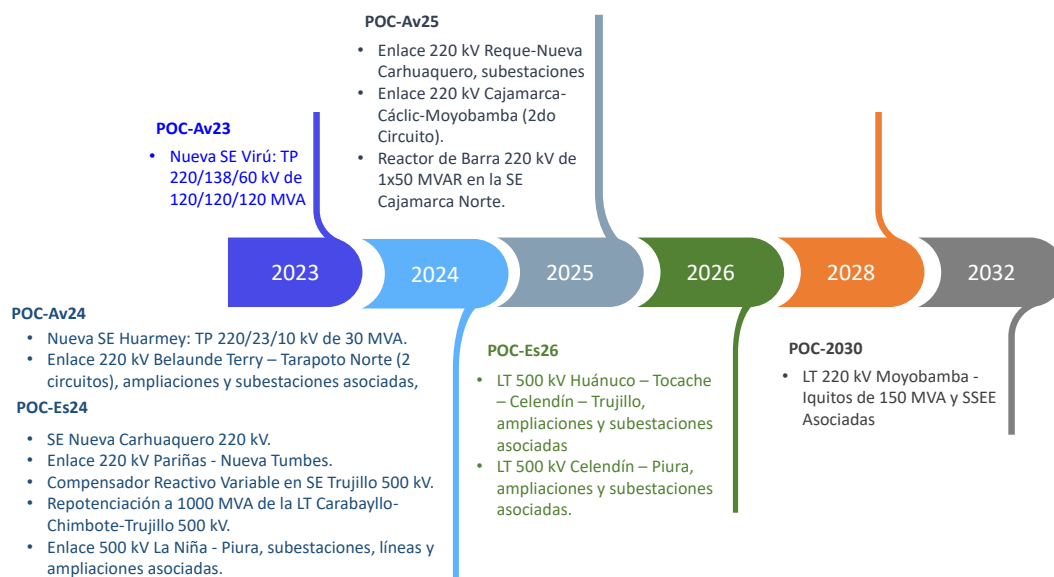 POC-Av25
• Enlace 220 kV Reque-Nueva
Carhuaquero, subestaciones
• Enlace 220 kV Cajamarca-
Cáclic-Moyobamba (2do
Circuito).
• Reactor de Barra 220 kV de
1x50 MVAR en la SE
Cajamarca Norte.
POC-Av23
• Nueva SE Virú: TP
220/138/60 kV de
120/120/120 MVA
2023
2024
2025
2026
2028
2032
POC-Av24
• Nueva SE Huarmey: TP 220/23/10 kV de 30 MVA.
• Enlace 220 kV Belaunde Terry – Tarapoto Norte (2
circuitos), ampliaciones y subestaciones asociadas,
POC-Es24
• SE Nueva Carhuaquero 220 kV.
• Enlace 220 kV Pariñas - Nueva Tumbes.
• Compensador Reactivo Variable en SE Trujillo 500 kV.
• Repotenciación a 1000 MVA de la LT Carabayllo-
Chimbote-Trujillo 500 kV.
• Enlace 500 kV La Niña - Piura, subestaciones, líneas y
ampliaciones asociadas.
POC-Es26
• LT 500 kV Huánuco – Tocache
– Celendín – Trujillo,
ampliaciones y subestaciones
asociadas
• LT 500 kV Celendín – Piura,
ampliaciones y subestaciones
asociadas.
POC-2030
• LT 220 kV Moyobamba -
Iquitos de 150 MVA y SSEE
Asociadas